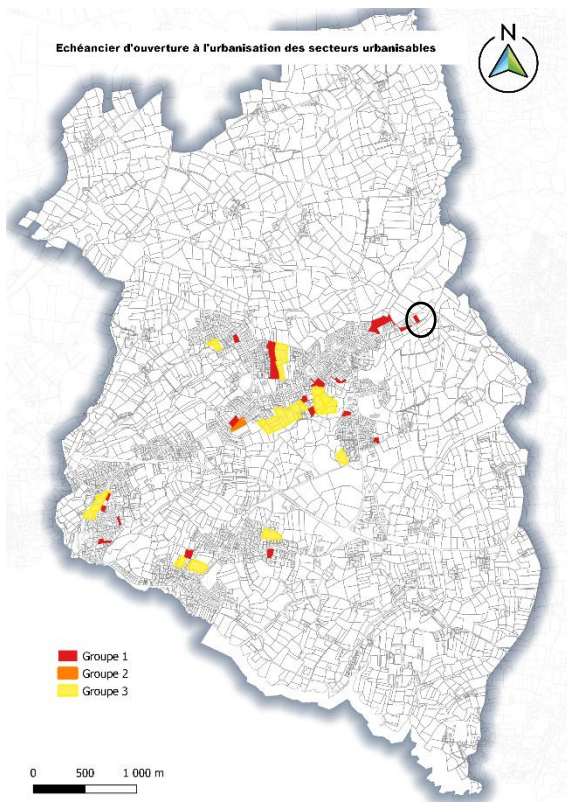 N
Echéancier d'ouverture à l'urbanisation des secteurs urbanisables
Groupe 1
Groupe 2
Groupe 3
0 500 1 000 m